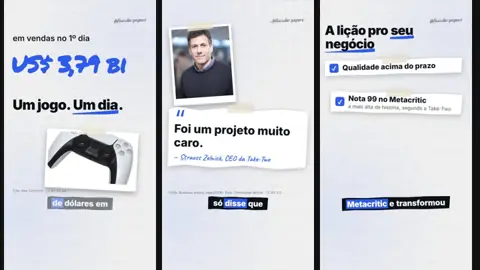 em vendas no 1º dia
US$ 3,79 BI
Um jogo. Um dia.
de dólares em
"
Foi um projeto muito
caro.
– Strauss Zelnick, CEO da Take-Two
só disse que
A lição pro seu
negócio
Qualidade acima do prazo
Nota 99 no Metacritic
a mais alta da história, segundo a Take-Two
Metacritic e transformou